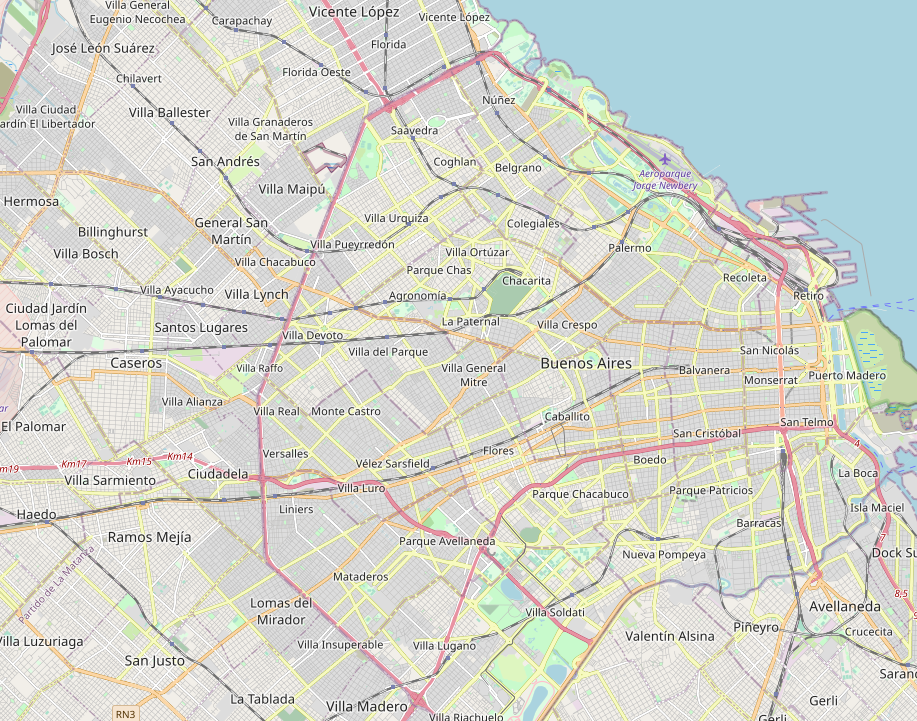 Villa General
Eugenio Necochea
Carapachay
Vicente López
Vicente López
José León Suárez
Florida
Chilavert
Florida Oeste
Villa Ciudad
ardín El Libertador
Villa Ballester
Villa Granaderos
de San Martín
Núñez
Saavedra
San Andrés
Coghlan
Belgrano
Aeroparque
Jorge Newbery
Villa Maipú
Hermosa
Billinghurst
General San
Martín
Villa Urquiza
Colegiales
Villa Bosch
Villa Pueyrredón
Villa Ortúzar
Palermo
Villa Chacabuco
Parque Chas
Chacarita
Recoleta
Villa Ayacucho
Villa Lynch
Agronomía
Retiro
Ciudad Jardín
Lomas del
Palomar
Santos Lugares
Villa Devoto
La Paternal
Villa Crespo
Caseros
Villa Raffo
Villa del Parque
Villa General
Mitre
Buenos Aires
San Nicolás
Balvanera
Monserrat
Puerto Madero
ar
Villa Alianza
Villa Real
Monte Castro
Caballito
El Palomar
San Cristóbal
San Telmo
4
m19
Km17
Km15
Km14
Versalles
Vélez Sarsfield
Flores
Boedo
Villa Sarmiento
Ciudadela
Villa Luro
Parque Chacabuco
Parque Patricios
La Boca
Haedo
Liniers
Isla Maciel
Ramos Mejía
Parque Avellaneda
Barracas
7
Partido de La Matanza
Nueva Pompeya
Dock Su
Mataderos
8,5
Lomas del
Mirador
Villa Soldati
Avellaneda
Villa Luzuriaga
Villa Insuperable
Villa Lugano
Valentín Alsina
Piñeyro
Crucecita
San Justo
Saran
La Tablada
Villa Madero
Villa Riachuelo
Gerli
Gerli
RN3